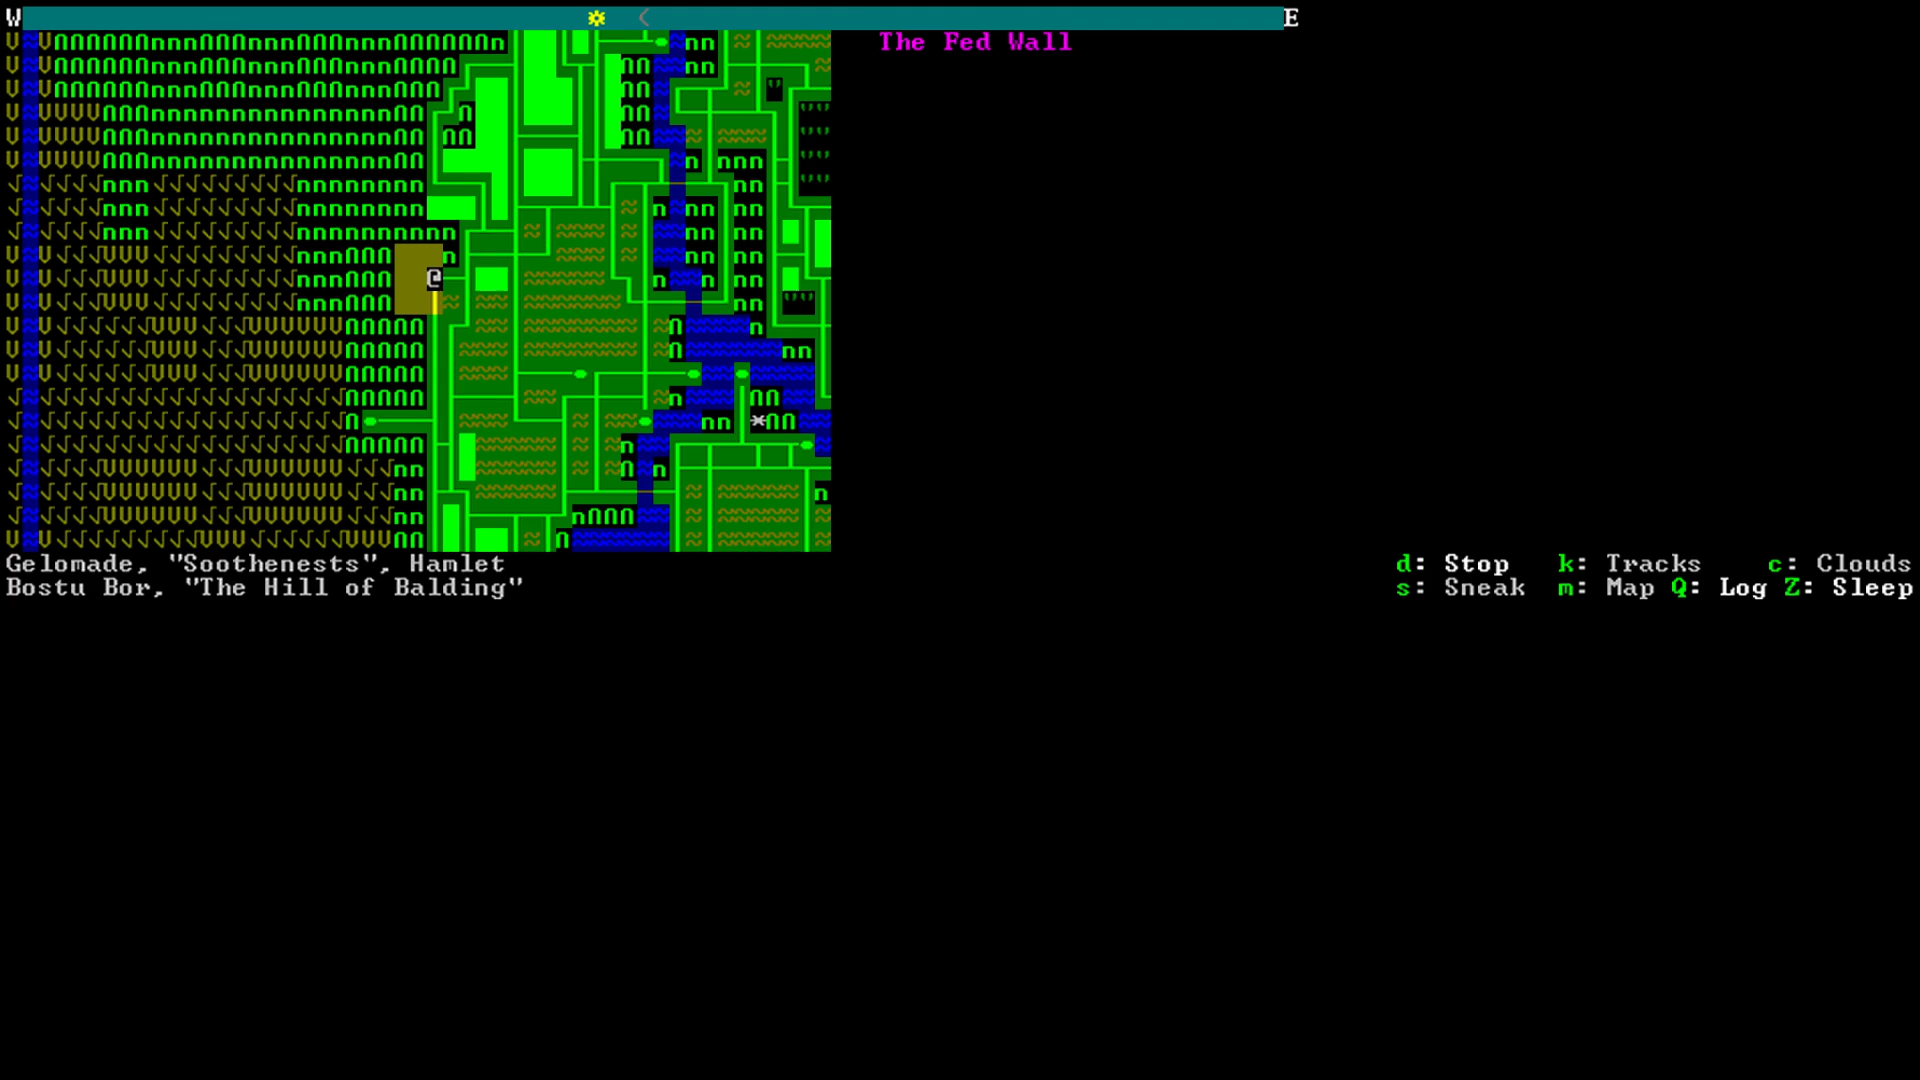 W E
The Fed Wall
Gelomade, "Soothenests", Hamlet
Bostu Bor, "The Hill of Balding"
d: Stop k: Tracks c: Clouds
s: Sneak m: Map Q: Log Z: Sleep